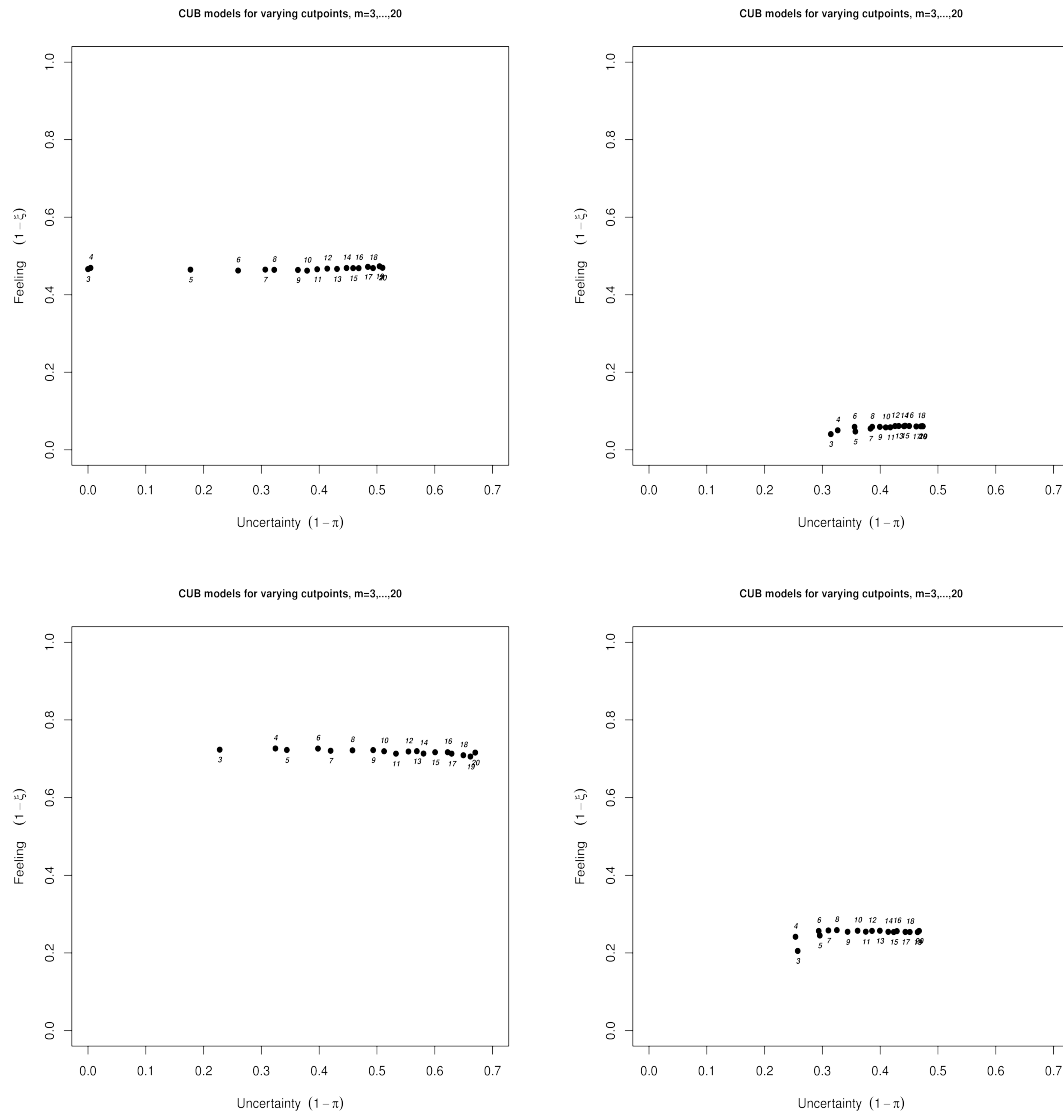 CUB models for varying cutpoints, m=3,...,20
Feeling (1−ξ)
1.0
0.8
0.6
0.4
0.2
0.0
4 6 8 10 12 14 16 18
3 5 7 9 11 13 15 17 19 20
0.0 0.1 0.2 0.3 0.4 0.5 0.6 0.7
Uncertainty (1−π)
CUB models for varying cutpoints, m=3,...,20
Feeling (1−ξ)
1.0
0.8
0.6
0.4
0.2
0.0
4 6 8 10 12 14 16 18
3 5 7 9 11 13 15 17
0.0 0.1 0.2 0.3 0.4 0.5 0.6 0.7
Uncertainty (1−π)
CUB models for varying cutpoints, m=3,...,20
Feeling (1−ξ)
1.0
0.8
0.6
0.4
0.2
0.0
4 6 8 10 12 14 16 18
3 5 7 9 11 13 15 17 19 20
0.0 0.1 0.2 0.3 0.4 0.5 0.6 0.7
Uncertainty (1−π)
CUB models for varying cutpoints, m=3,...,20
Feeling (1−ξ)
1.0
0.8
0.6
0.4
0.2
0.0
4 6 8 10 12 14 16 18
3 5 7 9 11 13 15 17
0.0 0.1 0.2 0.3 0.4 0.5 0.6 0.7
Uncertainty (1−π)